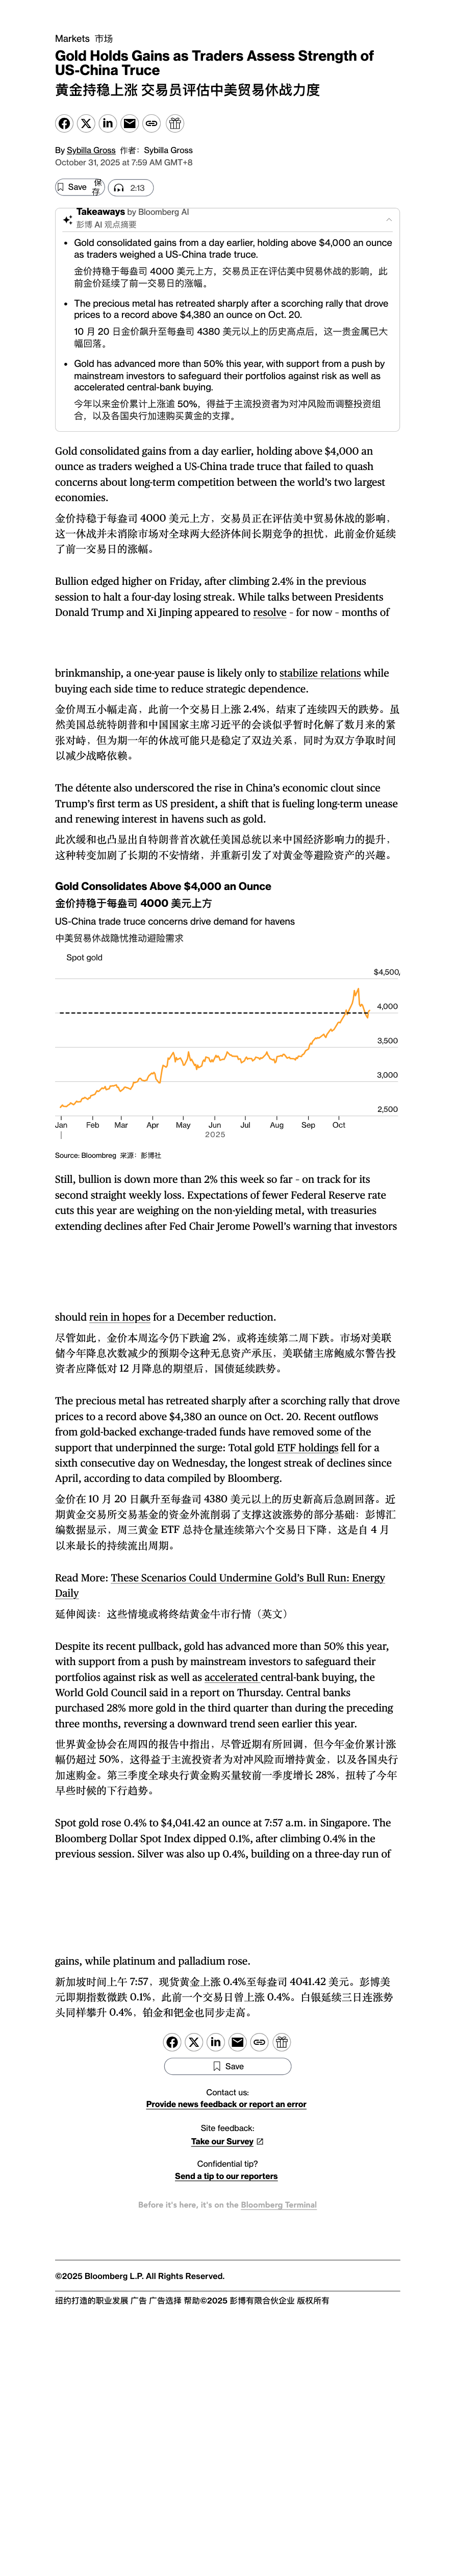 Markets 市场
Gold Holds Gains as Traders Assess Strength of
US-China Truce
黄金持稳上涨 交易员评估中美贸易休战力度
By Sybilla Gross 作者：Sybilla Gross
October 31, 2025 at 7:59 AM GMT+8
Save 保存
2:13
Takeaways by Bloomberg AI
彭博 AI 观点摘要
• Gold consolidated gains from a day earlier, holding above $4,000 an ounce
as traders weighed a US-China trade truce.
金价持稳于每盎司 4000 美元上方，交易员正在评估美中贸易休战的影响，此
前金价延续了前一交易日的涨幅。
• The precious metal has retreated sharply after a scorching rally that drove
prices to a record above $4,380 an ounce on Oct. 20.
10 月 20 日金价飙升至每盎司 4380 美元以上的历史高点后，这一贵金属已大
幅回落。
• Gold has advanced more than 50% this year, with support from a push by
mainstream investors to safeguard their portfolios against risk as well as
accelerated central-bank buying.
今年以来金价累计上涨逾 50%，得益于主流投资者为对冲风险而调整投资组
合，以及各国央行加速购买黄金的支撑。
Gold consolidated gains from a day earlier, holding above $4,000 an
ounce as traders weighed a US-China trade truce that failed to quash
concerns about long-term competition between the world's two largest
economies.
金价持稳于每盎司 4000 美元上方，交易员正在评估美中贸易休战的影响，
这一休战并未消除市场对全球两大经济体间长期竞争的担忧，此前金价延续
了前一交易日的涨幅。
Bullion edged higher on Friday, after climbing 2.4% in the previous
session to halt a four-day losing streak. While talks between Presidents
Donald Trump and Xi Jinping appeared to resolve – for now – months of
brinkmanship, a one-year pause is likely only to stabilize relations while
buying each side time to reduce strategic dependence.
金价周五小幅走高，此前一个交易日上涨 2.4%，结束了连续四天的跌势。虽
然美国总统特朗普和中国国家主席习近平的会谈似乎暂时化解了数月来的紧
张对峙，但为期一年的休战可能只是稳定了双边关系，同时为双方争取时间
以减少战略依赖。
The détente also underscored the rise in China's economic clout since
Trump's first term as US president, a shift that is fueling long-term unease
and renewing interest in havens such as gold.
此次缓和也凸显出自特朗普首次就任美国总统以来中国经济影响力的提升，
这种转变加剧了长期的不安情绪，并重新引发了对黄金等避险资产的兴趣。
Gold Consolidates Above $4,000 an Ounce
金价持稳于每盎司 4000 美元上方
US-China trade truce concerns drive demand for havens
中美贸易休战隐忧推动避险需求
Spot gold
$4,500,
4,000
3,500
3,000
2,500
Jan Feb Mar Apr May Jun Jul Aug Sep Oct
2025
Source: Bloombreg 来源：彭博社
Still, bullion is down more than 2% this week so far – on track for its
second straight weekly loss. Expectations of fewer Federal Reserve rate
cuts this year are weighing on the non-yielding metal, with treasuries
extending declines after Fed Chair Jerome Powell's warning that investors
should rein in hopes for a December reduction.
尽管如此，金价本周迄今仍下跌逾 2%，或将连续第二周下跌。市场对美联
储今年降息次数减少的预期令这种无息资产承压，美联储主席鲍威尔警告投
资者应降低对 12 月降息的期望后，国债延续跌势。
The precious metal has retreated sharply after a scorching rally that drove
prices to a record above $4,380 an ounce on Oct. 20. Recent outflows
from gold-backed exchange-traded funds have removed some of the
support that underpinned the surge: Total gold ETF holdings fell for a
sixth consecutive day on Wednesday, the longest streak of declines since
April, according to data compiled by Bloomberg.
金价在 10 月 20 日飙升至每盎司 4380 美元以上的历史新高后急剧回落。近
期黄金交易所交易基金的资金外流削弱了支撑这波涨势的部分基础：彭博汇
编数据显示，周三黄金 ETF 总持仓量连续第六个交易日下降，这是自 4 月
以来最长的持续流出周期。
Read More: These Scenarios Could Undermine Gold's Bull Run: Energy
Daily
延伸阅读：这些情境或将终结黄金牛市行情（英文）
Despite its recent pullback, gold has advanced more than 50% this year,
with support from a push by mainstream investors to safeguard their
portfolios against risk as well as accelerated central-bank buying, the
World Gold Council said in a report on Thursday. Central banks
purchased 28% more gold in the third quarter than during the preceding
three months, reversing a downward trend seen earlier this year.
世界黄金协会在周四的报告中指出，尽管近期有所回调，但今年金价累计涨
幅仍超过 50%，这得益于主流投资者为对冲风险而增持黄金，以及各国央行
加速购金。第三季度全球央行黄金购买量较前一季度增长 28%，扭转了今年
早些时候的下行趋势。
Spot gold rose 0.4% to $4,041.42 an ounce at 7:57 a.m. in Singapore. The
Bloomberg Dollar Spot Index dipped 0.1%, after climbing 0.4% in the
previous session. Silver was also up 0.4%, building on a three-day run of
gains, while platinum and palladium rose.
新加坡时间上午 7:57，现货黄金上涨 0.4%至每盎司 4041.42 美元。彭博美
元即期指数微跌 0.1%，此前一个交易日曾上涨 0.4%。白银延续三日连涨势
头同样攀升 0.4%，铂金和钯金也同步走高。
Save
Contact us:
Provide news feedback or report an error
Site feedback:
Take our Survey
Confidential tip?
Send a tip to our reporters
Before it's here, it's on the Bloomberg Terminal
©2025 Bloomberg L.P. All Rights Reserved.
纽约打造的职业发展 广告 广告选择 帮助©2025 彭博有限合伙企业 版权所有